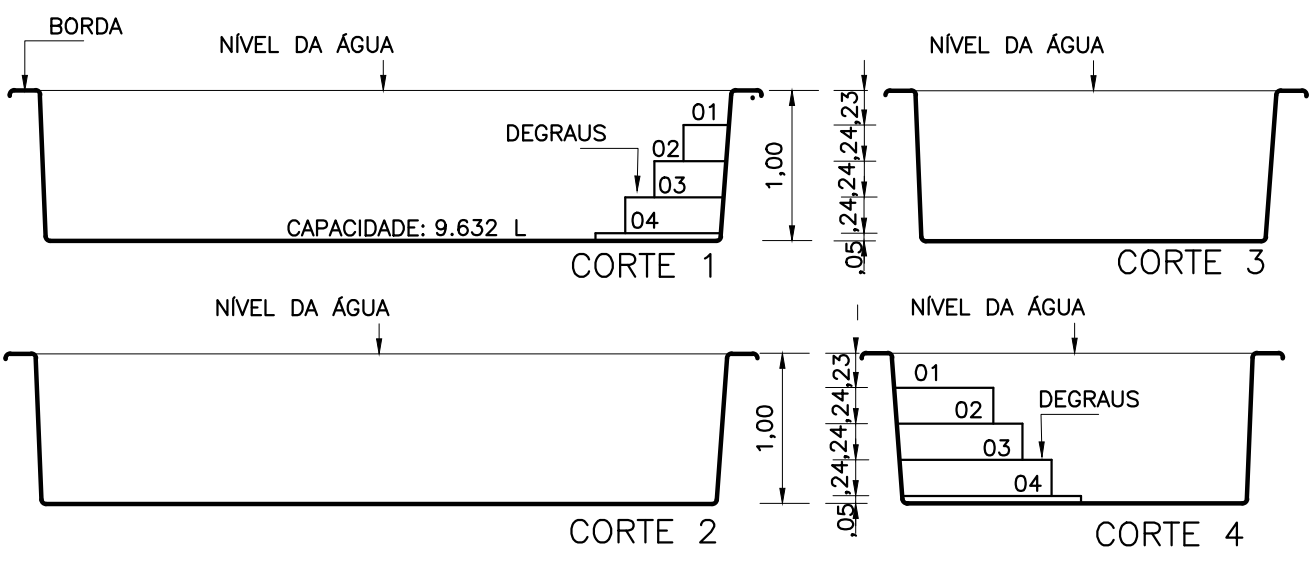 BORDA
NÍVEL DA ÁGUA
01
DEGRAUS
02
03
04
CAPACIDADE: 9.632 L
1,00
CORTE 1
NÍVEL DA ÁGUA
,23
,24
,24
,24
,05
CORTE 3
NÍVEL DA ÁGUA
1,00
CORTE 2
NÍVEL DA ÁGUA
,23
,24
,24
,24
,05
01
02
DEGRAUS
03
04
CORTE 4